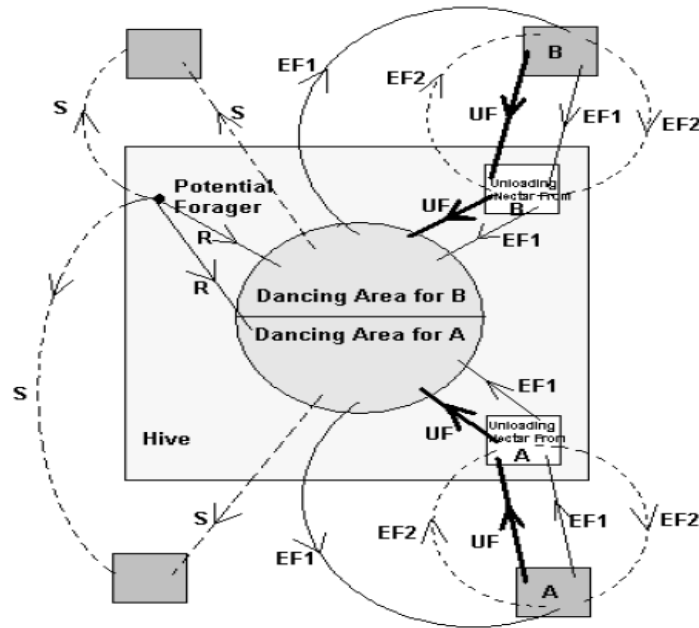 B
EF1
EF2
S
S
UF
EF1
EF2
Potential
Forager
Unloading
Nectar From
B
UF
R
EF1
R
Dancing Area for B
Dancing Area for A
S
EF1
Unloading
Nectar From
A
UF
Hive
S
EF1
EF2
UF
EF1
EF2
A